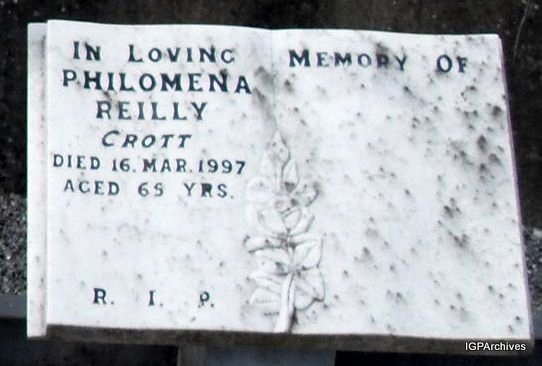 IN LOVING MEMORY OF
PHILOMENA
REILLY
CROTT
DIED 16. MAR. 1997
AGED 65 YRS.
R. I. P.
IGPArchives